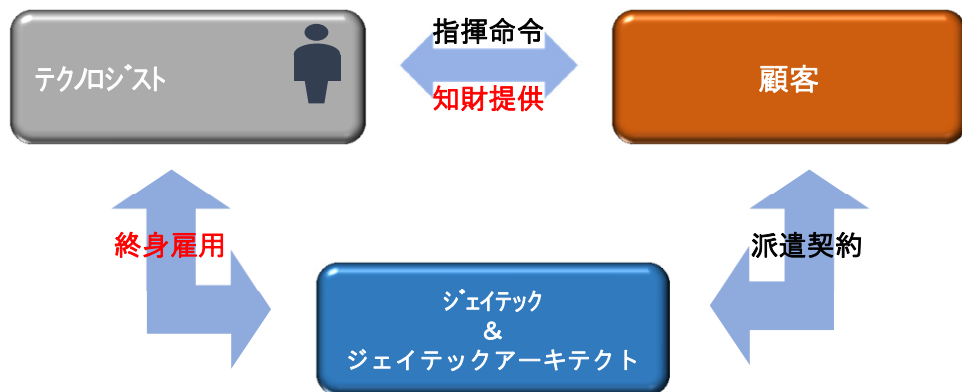 指揮命令
テクノロジスト
顧客
知財提供
終身雇用
派遣契約
ジェイテック
&
ジェイテックアーキテクト